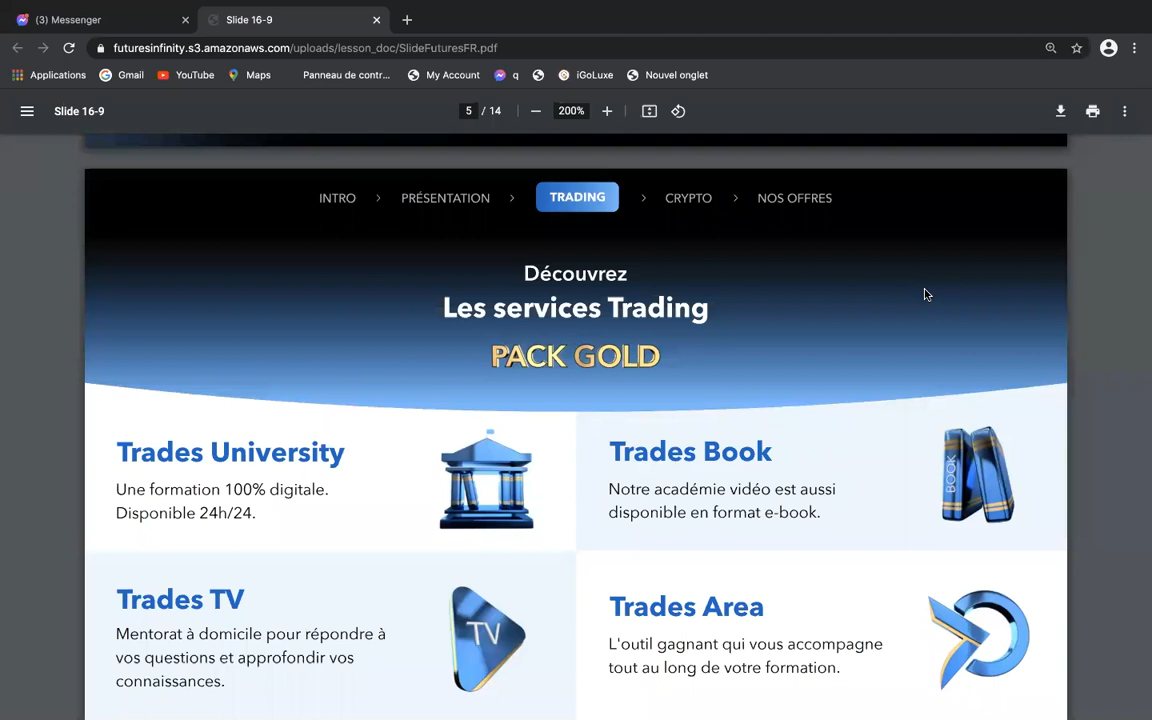 (3) Messenger
Slide 16-9
futuresinfinity.s3.amazonaws.com/uploads/lesson_doc/SlideFuturesFR.pdf
Applications
Gmail
YouTube
Maps
Panneau de contr...
My Account
q
iGoLuxe
Nouvel onglet
Slide 16-9
5 / 14
200%
INTRO
PRÉSENTATION
TRADING
CRYPTO
NOS OFFRES
Découvrez
Les services Trading
PACK GOLD
Trades University
Une formation 100% digitale.
Disponible 24h/24.
Trades Book
Notre académie vidéo est aussi
disponible en format e-book.
BOOK
Trades TV
Mentorat à domicile pour répondre à
vos questions et approfondir vos
connaissances.
TV
Trades Area
L'outil gagnant qui vous accompagne
tout au long de votre formation.